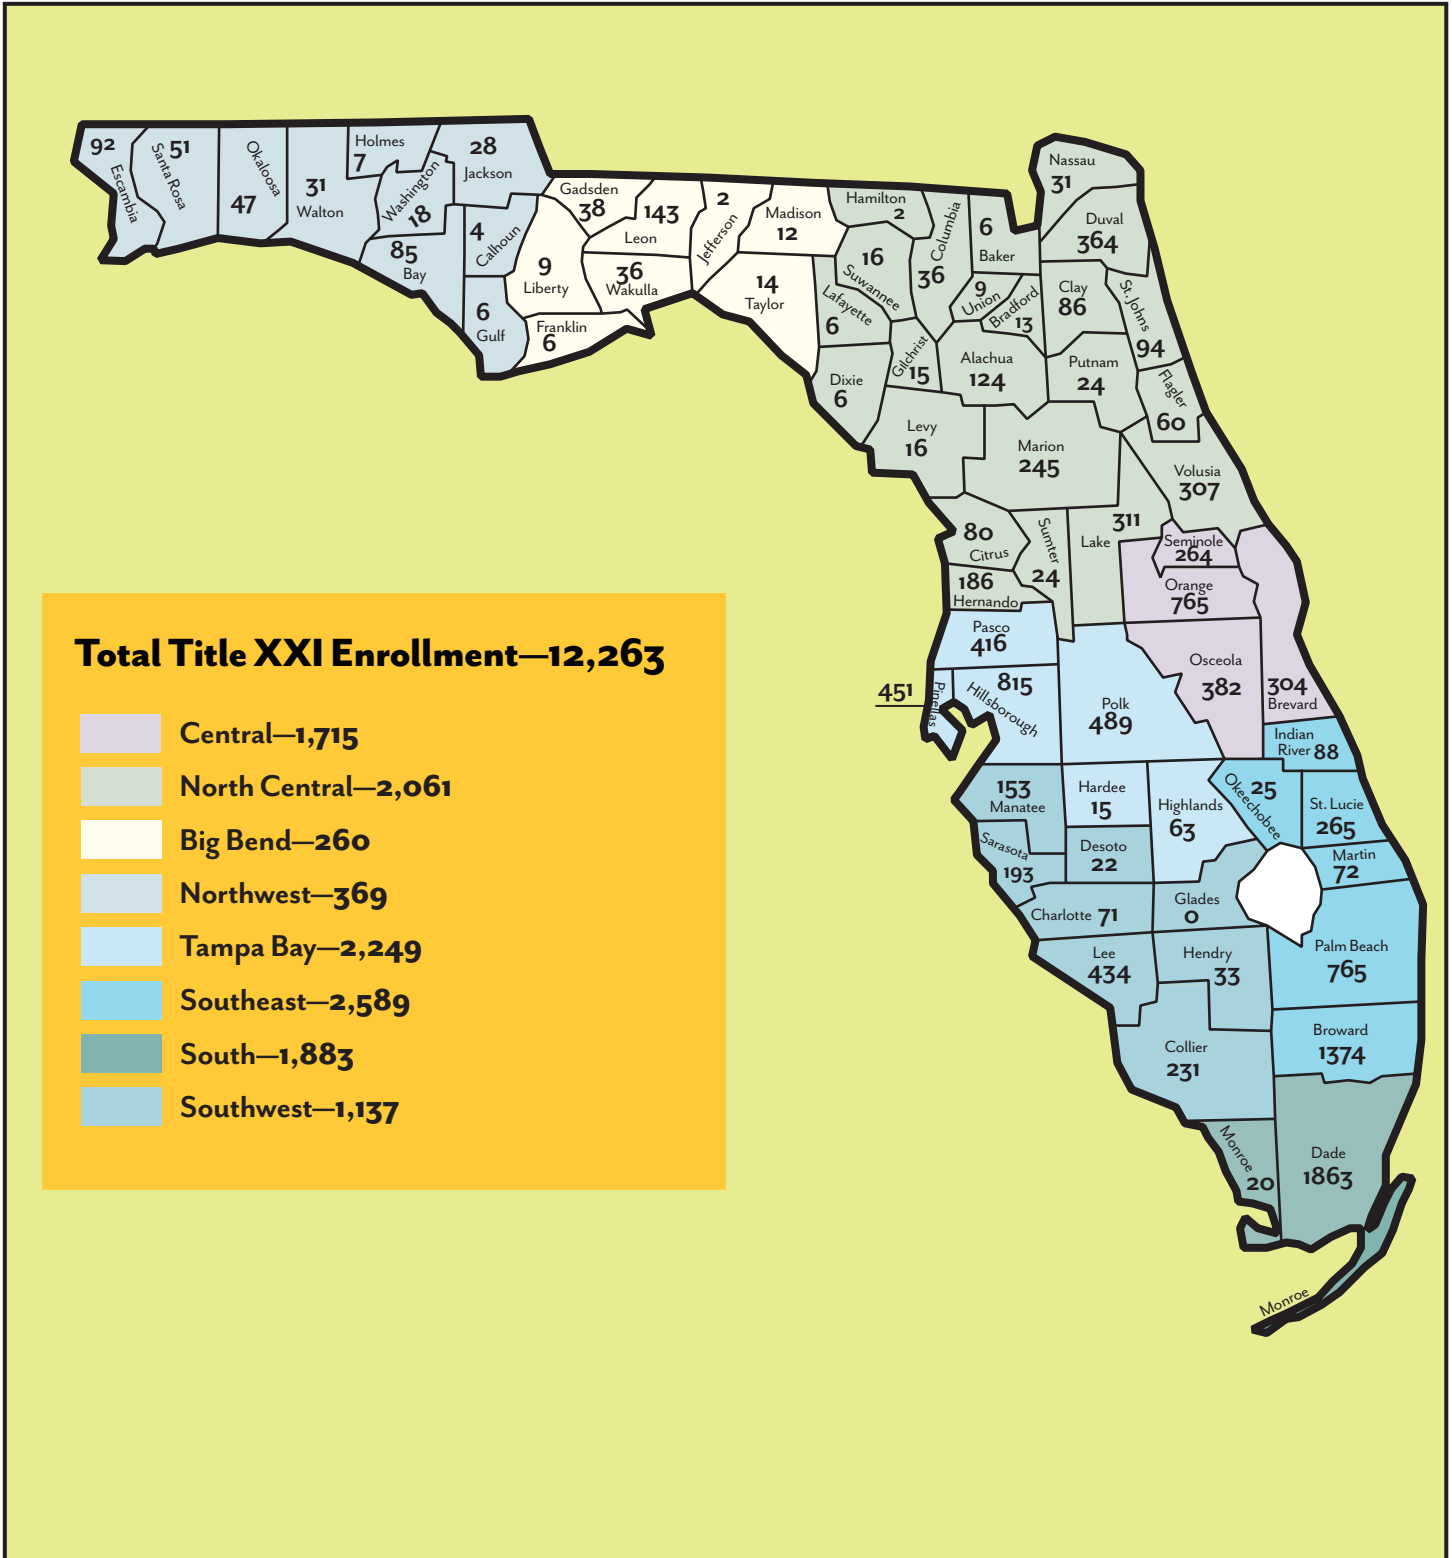 92
Escambia
51
Santa Rosa
Okaloosa
47
31
Walton
Holmes
7
Washington
18
28
Jackson
85
Bay
4
Calhoun
6
Gulf
Gadsden
38
143
Leon
9
Liberty
36
Wakulla
Franklin
6
2
Jefferson
Madison
12
14
Taylor
Hamilton
2
16
Suwannee
Lafayette
6
Columbia
36
6
Baker
9
Union
Bradford
13
Nassau
31
Duval
364
Clay
86
St. Johns
94
Gilchrist
15
Alachua
124
Putnam
24
Flagler
60
Dixie
6
Levy
16
Marion
245
Volusia
307
80
Citrus
Sumter
24
311
Lake
186
Hernando
Seminole
264
Orange
765
Osceola
382
304
Brevard
Pasco
416
451
Pinellas
815
Hillsborough
Polk
489
Indian
River 88
153
Manatee
Hardee
15
Highlands
63
25
Okeechobee
St. Lucie
265
Sarasota
193
Desoto
22
Martin
72
Charlotte 71
Glades
0
Palm Beach
765
Lee
434
Hendry
33
Collier
231
Broward
1374
Monroe
20
Dade
1863
Monroe
Total Title XXI Enrollment—12,263
Central—1,715
North Central—2,061
Big Bend—260
Northwest—369
Tampa Bay—2,249
Southeast—2,589
South—1,883
Southwest—1,137